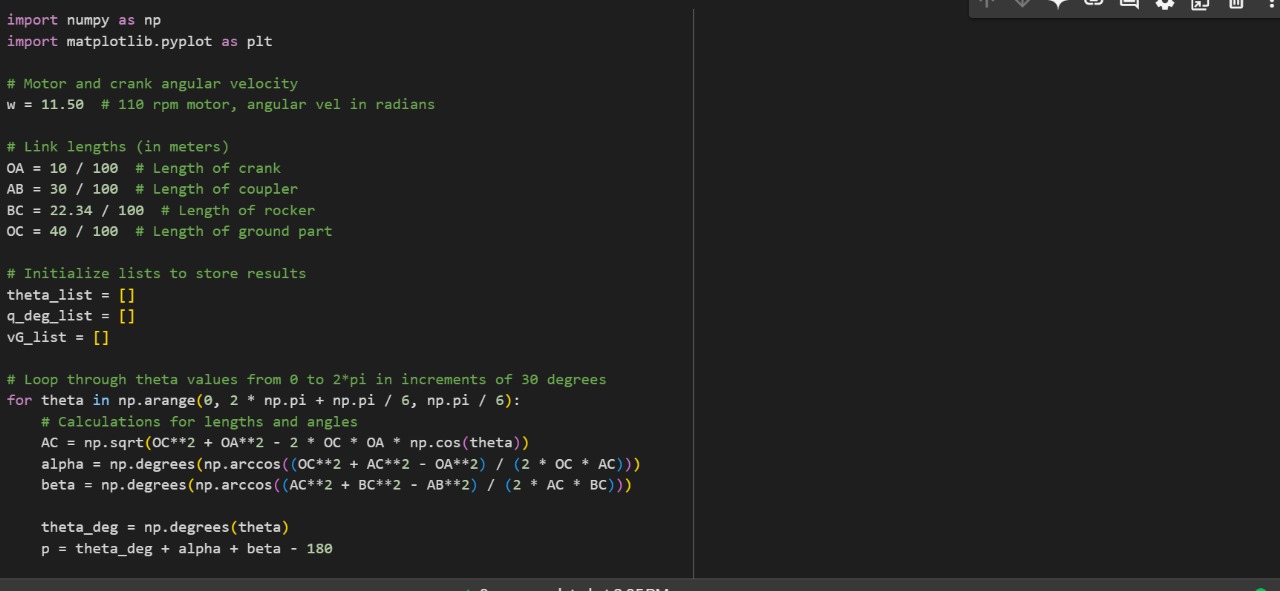 import numpy as np
import matplotlib.pyplot as plt

# Motor and crank angular velocity
w = 11.50  # 110 rpm motor, angular vel in radians

# Link lengths (in meters)
OA = 10 / 100  # Length of crank
AB = 30 / 100  # Length of coupler
BC = 22.34 / 100  # Length of rocker
OC = 40 / 100  # Length of ground part

# Initialize lists to store results
theta_list = []
q_deg_list = []
vG_list = []

# Loop through theta values from 0 to 2*pi in increments of 30 degrees
for theta in np.arange(0, 2 * np.pi + np.pi / 6, np.pi / 6):
    # Calculations for lengths and angles
    AC = np.sqrt(OC**2 + OA**2 - 2 * OC * OA * np.cos(theta))
    alpha = np.degrees(np.arccos((OC**2 + AC**2 - OA**2) / (2 * OC * AC)))
    beta = np.degrees(np.arccos((AC**2 + BC**2 - AB**2) / (2 * AC * BC)))

    theta_deg = np.degrees(theta)
    p = theta_deg + alpha + beta - 180